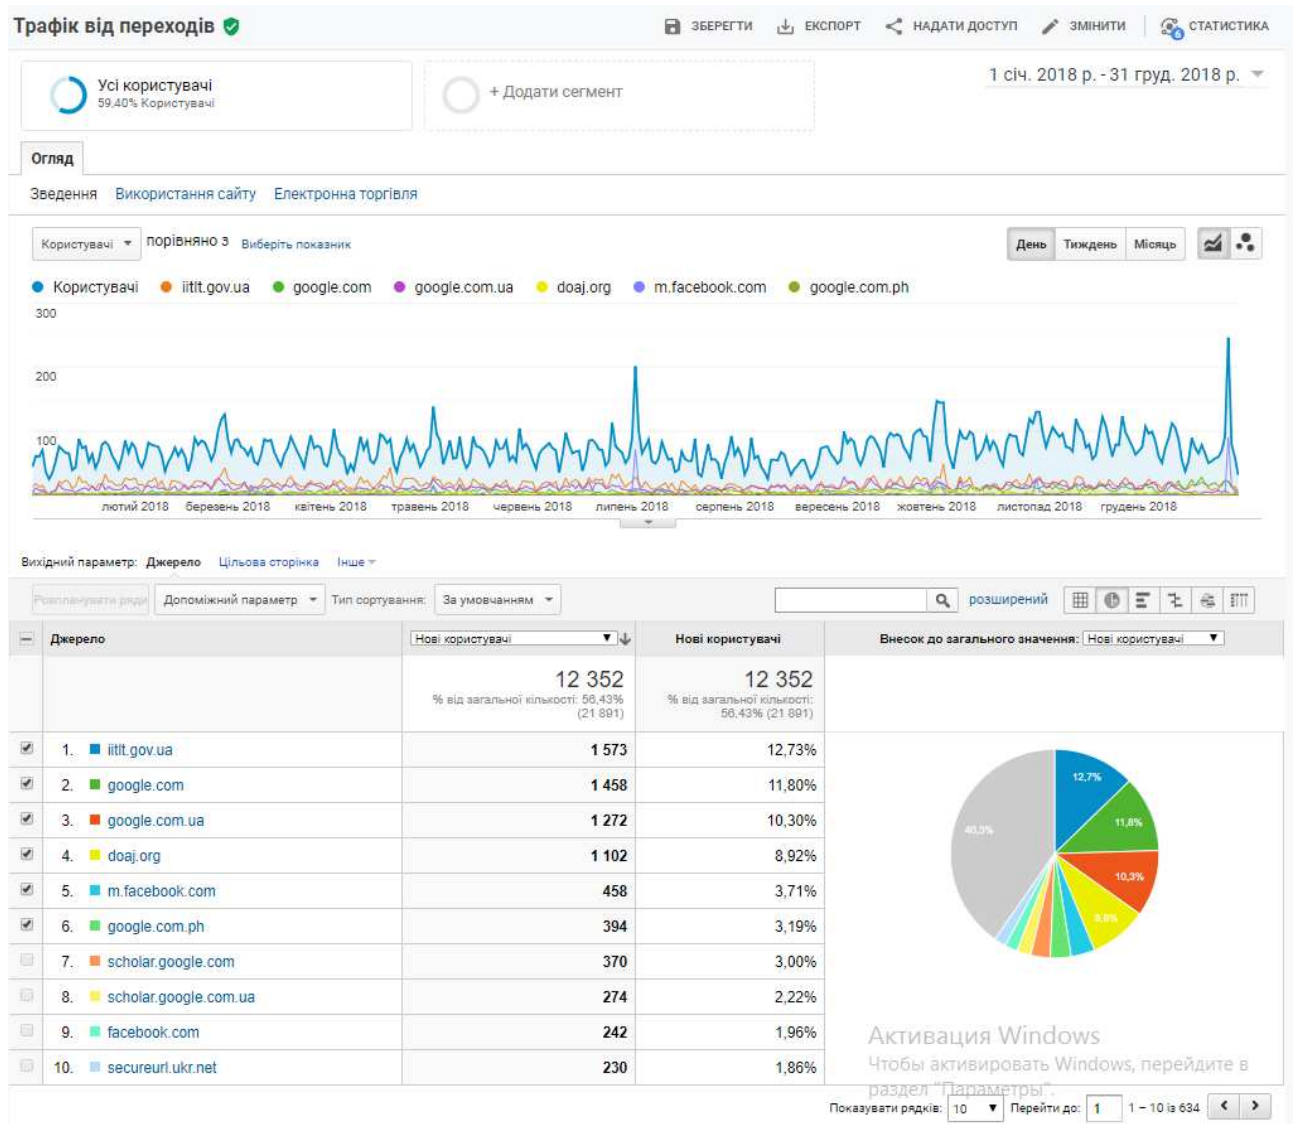 Трафік від переходів
ЗБЕРЕГТИ ЕКСПОРТ НАДАТИ ДОСТУП ЗМІНИТИ 6 СТАТИСТИКА
Усі користувачі
59,40% Користувачі
+ Додати сегмент
1 січ. 2018 р. - 31 груд. 2018 р.
Огляд
Зведення Використання сайту Електронна торгівля
Користувачі порівняно з Виберіть показник
День Тиждень Місяць
Користувачі iitlt.gov.ua google.com google.com.ua doaj.org m.facebook.com google.com.ph
300
200
100
лютий 2018 березень 2018 квітень 2018 травень 2018 червень 2018 липень 2018 серпень 2018 вересень 2018 жовтень 2018 листопад 2018 грудень 2018
Вихідний параметр: Джерело Цільова сторінка Інше
Розпланувати ряди Допоміжний параметр Тип сортування: За умовчанням розширений
Джерело Нові користувачі Нові користувачі Внесок до загального значення: Нові користувачі
12 352 12 352
% від загальної кількості: 56,43% (21 891)
% від загальної кількості: 56,43% (21 891)
1. iitlt.gov.ua 1 573 12,73%
2. google.com 1 458 11,80%
3. google.com.ua 1 272 10,30%
4. doaj.org 1 102 8,92%
5. m.facebook.com 458 3,71%
6. google.com.ph 394 3,19%
7. scholar.google.com 370 3,00%
8. scholar.google.com.ua 274 2,22%
9. facebook.com 242 1,96%
10. secureurl.ukr.net 230 1,86%
12,7%
11,8%
10,3%
40,3%
Активация Windows
Чтобы активировать Windows, перейдите в
раздел "Параметры".
Показувати рядків: 10 Перейти до: 1 1 – 10 із 634